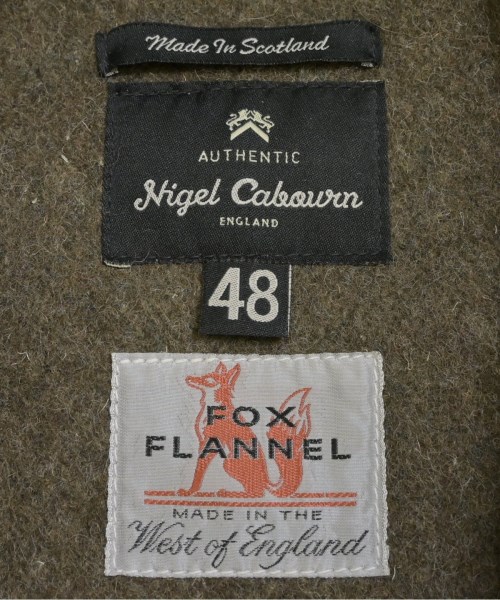 Made In Scotland
AUTHENTIC
Nigel Cabourn
ENGLAND
48
FOX
FLANNEL
MADE IN THE
West of England